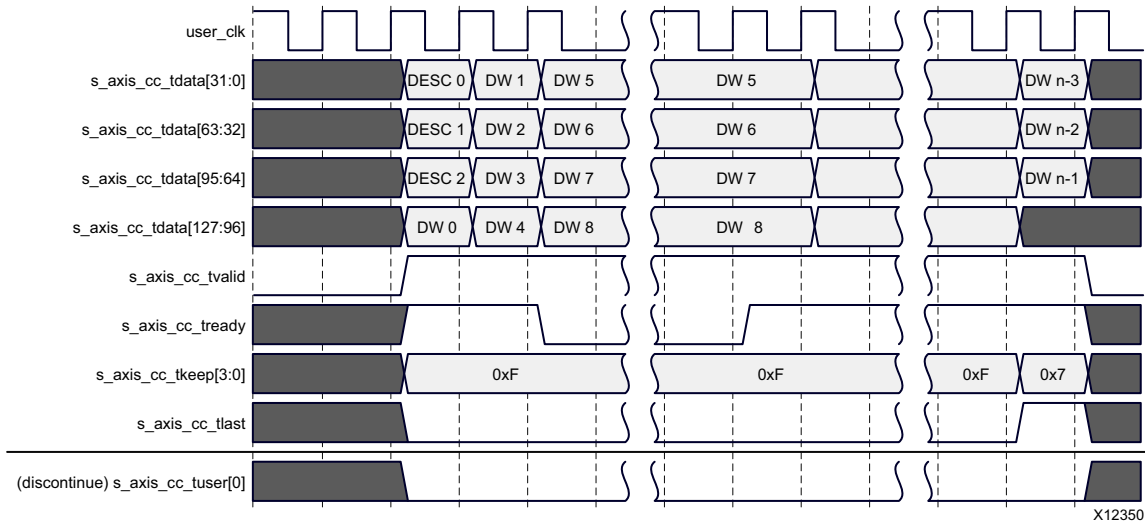 user_clk
s_axis_cc_tdata[31:0] DESC 0 DW 1 DW 5 DW 5 DW n-3
s_axis_cc_tdata[63:32] DESC 1 DW 2 DW 6 DW 6 DW n-2
s_axis_cc_tdata[95:64] DESC 2 DW 3 DW 7 DW 7 DW n-1
s_axis_cc_tdata[127:96] DW 0 DW 4 DW 8 DW 8
s_axis_cc_tvalid
s_axis_cc_tready
s_axis_cc_tkeep[3:0] 0xF 0xF 0xF 0x7
s_axis_cc_tlast
(discontinue) s_axis_cc_tuser[0]
X12350